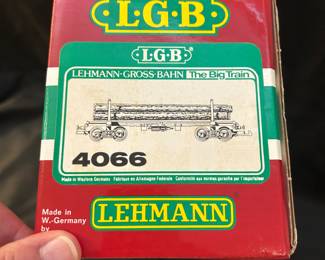 L·G·B
L·G·B®
LEHMANN·GROSS·BAHN The Big Train
4066
Made in Western Germany Fabriqué en Allemagne Fédérale Conforme aux normes garantie par l'importateur
Made in
W.-Germany
by
LEHMANN